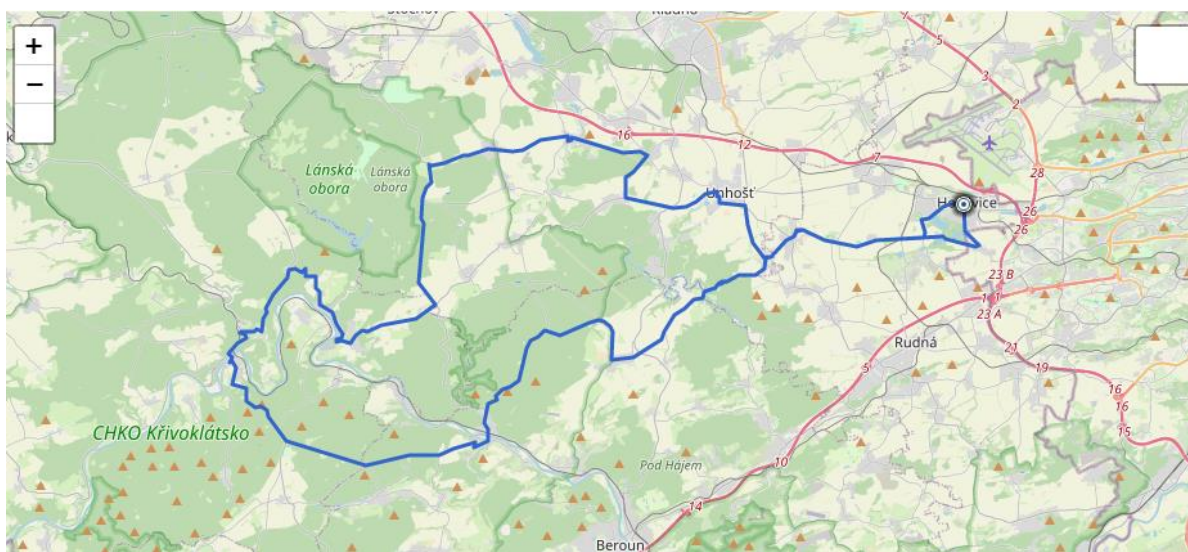 +
−
16
12
7
5
3
2
28
26
26
Lánská
obora
Lánská
obora
Unhošť
23 B
1
1
23 A
Rudná
21
19
16
16
15
5
CHKO Křivoklátsko
Pod Hájem
10
14
Beroun